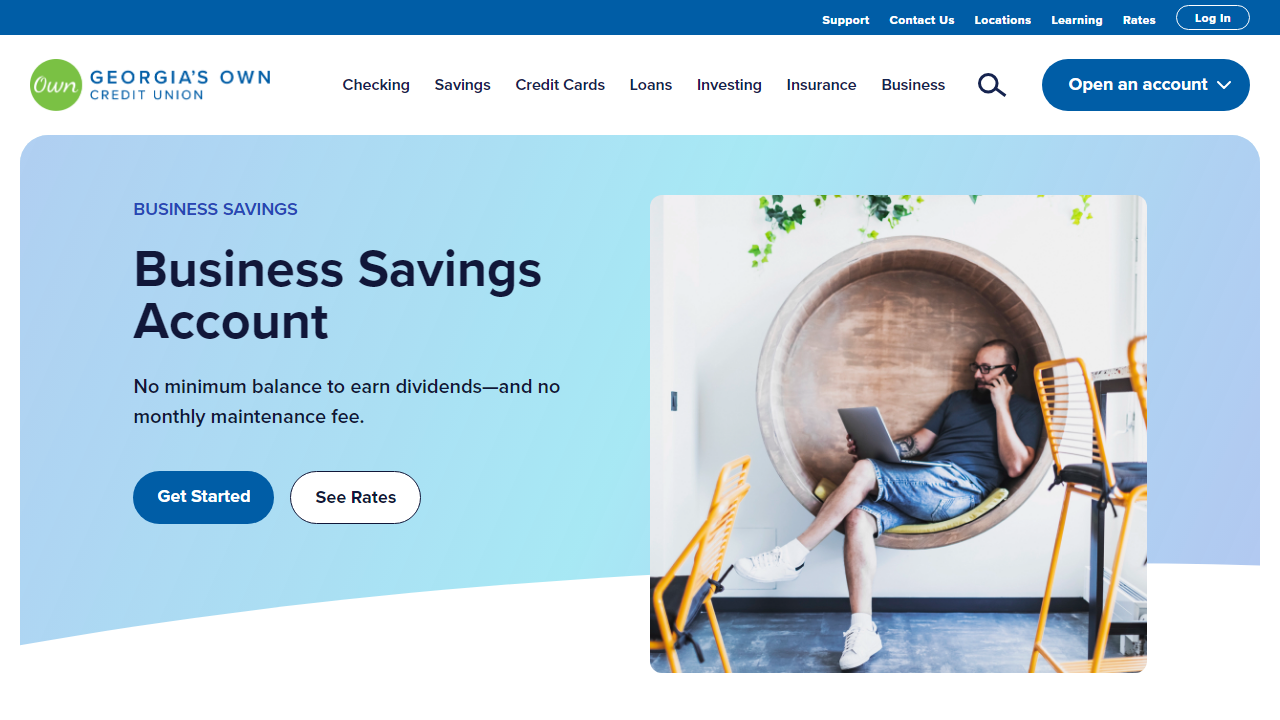 Support Contact Us Locations Learning Rates Log In
Own GEORGIA'S OWN
CREDIT UNION
Checking Savings Credit Cards Loans Investing Insurance Business Open an account
BUSINESS SAVINGS
Business Savings
Account
No minimum balance to earn dividends—and no
monthly maintenance fee.
Get Started See Rates